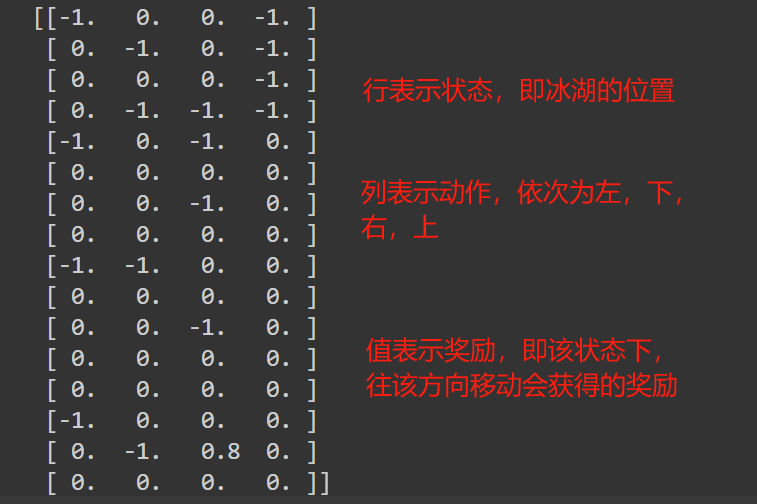 [[-1. 0. 0. -1. ]
[ 0. -1. 0. -1. ]
[ 0. 0. 0. -1. ]
[ 0. -1. -1. -1. ]
[-1. 0. -1. 0. ]
[ 0. 0. 0. 0. ]
[ 0. 0. -1. 0. ]
[ 0. 0. 0. 0. ]
[-1. -1. 0. 0. ]
[ 0. 0. 0. 0. ]
[ 0. 0. -1. 0. ]
[ 0. 0. 0. 0. ]
[ 0. 0. 0. 0. ]
[-1. 0. 0. 0. ]
[ 0. -1. 0.8 0. ]
[ 0. 0. 0. 0. ]]
行表示状态，即冰湖的位置
列表示动作，依次为左，下，
右，上
值表示奖励，即该状态下，
往该方向移动会获得的奖励